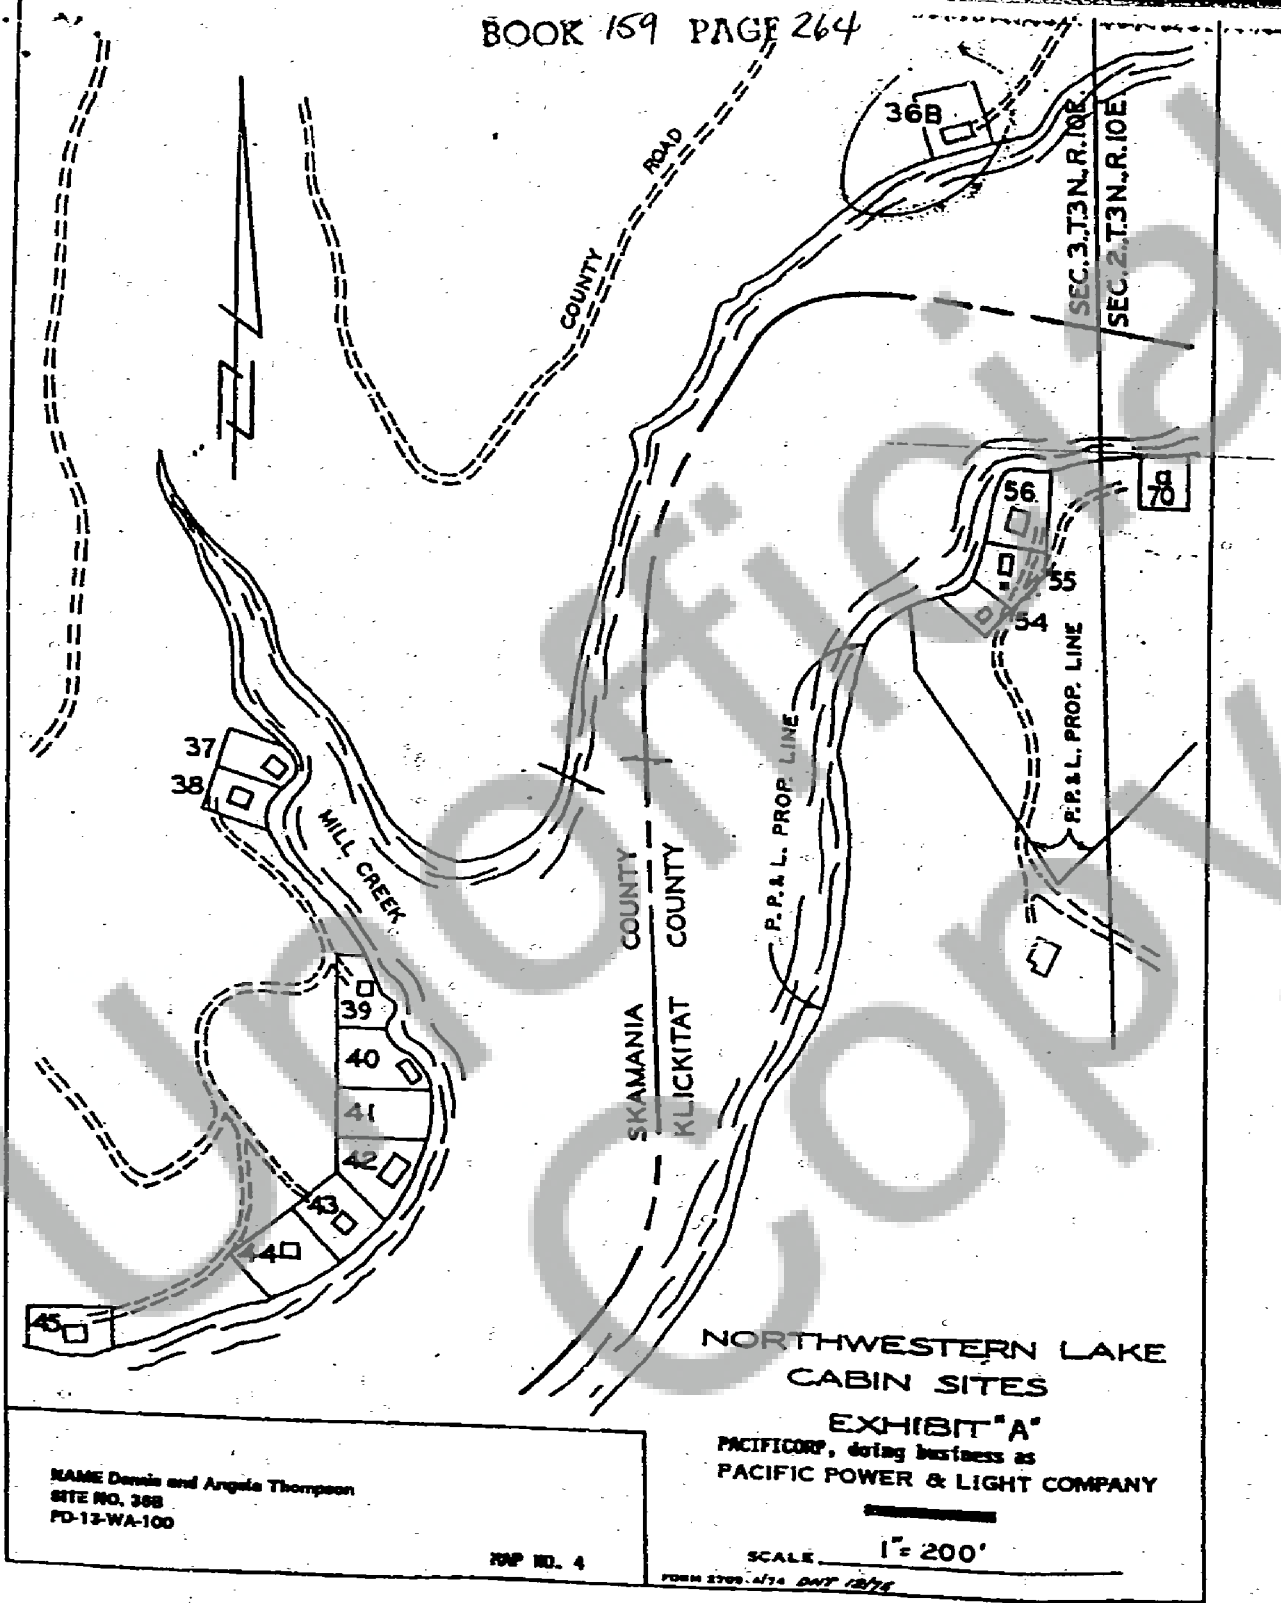 BOOK 159 PAGE 264
36B
COUNTY ROAD
SEC. 3, T.3N., R.10E.
SEC. 2, T.3N., R.10E.
56
70
55
54
37
38
MILL CREEK
P.P.& L. PROP. LINE
P.P.& L. PROP. LINE
SKAMANIA COUNTY
KLICKITAT COUNTY
39
40
41
42
43
44
45
Unofficial
Copy
NORTHWESTERN LAKE
CABIN SITES
EXHIBIT "A"
PACIFICORP, doing business as
PACIFIC POWER & LIGHT COMPANY
SCALE 1"= 200'
NAME Dennis and Angela Thompson
SITE NO. 36B
PD-13-WA-100
MAP NO. 4